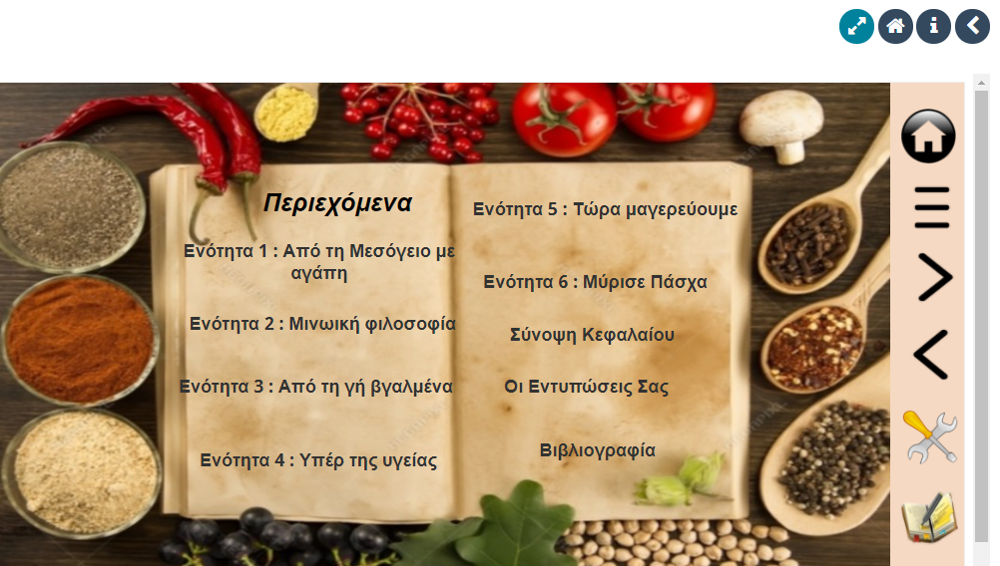 Περιεχόμενα
Ενότητα 1 : Από τη Μεσόγειο με
αγάπη
Ενότητα 2 : Μινωική φιλοσοφία
Ενότητα 3 : Από τη γή βγαλμένα
Ενότητα 4 : Υπέρ της υγείας
Ενότητα 5 : Τώρα μαγερεύουμε
Ενότητα 6 : Μύρισε Πάσχα
Σύνοψη Κεφαλαίου
Οι Εντυπώσεις Σας
Βιβλιογραφία